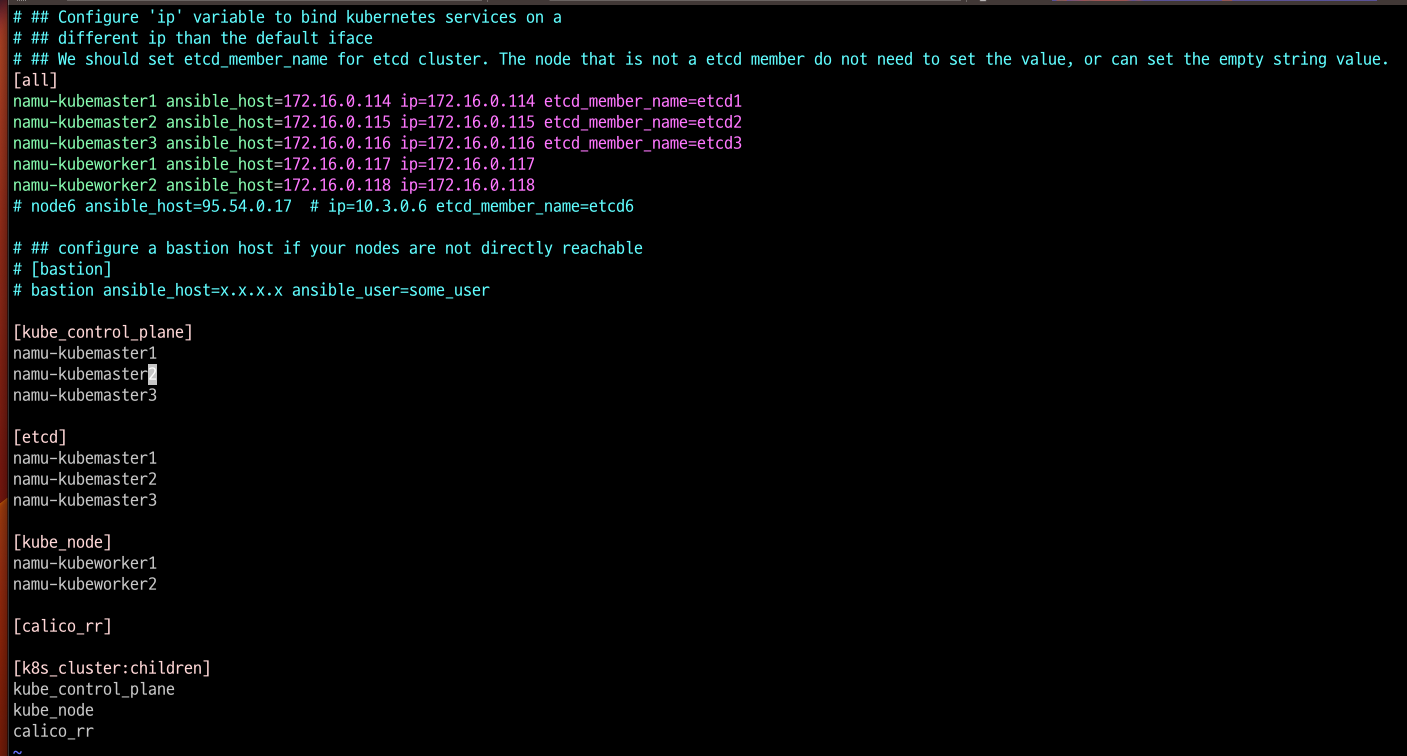 # ## Configure 'ip' variable to bind kubernetes services on a
# ## different ip than the default iface
# ## We should set etcd_member_name for etcd cluster. The node that is not a etcd member do not need to set the value, or can set the empty string value.
[all]
namu-kubemaster1 ansible_host=172.16.0.114 ip=172.16.0.114 etcd_member_name=etcd1
namu-kubemaster2 ansible_host=172.16.0.115 ip=172.16.0.115 etcd_member_name=etcd2
namu-kubemaster3 ansible_host=172.16.0.116 ip=172.16.0.116 etcd_member_name=etcd3
namu-kubeworker1 ansible_host=172.16.0.117 ip=172.16.0.117
namu-kubeworker2 ansible_host=172.16.0.118 ip=172.16.0.118
# node6 ansible_host=95.54.0.17  # ip=10.3.0.6 etcd_member_name=etcd6

# ## configure a bastion host if your nodes are not directly reachable
# [bastion]
# bastion ansible_host=x.x.x.x ansible_user=some_user

[kube_control_plane]
namu-kubemaster1
namu-kubemaster2
namu-kubemaster3

[etcd]
namu-kubemaster1
namu-kubemaster2
namu-kubemaster3

[kube_node]
namu-kubeworker1
namu-kubeworker2

[calico_rr]

[k8s_cluster:children]
kube_control_plane
kube_node
calico_rr
~